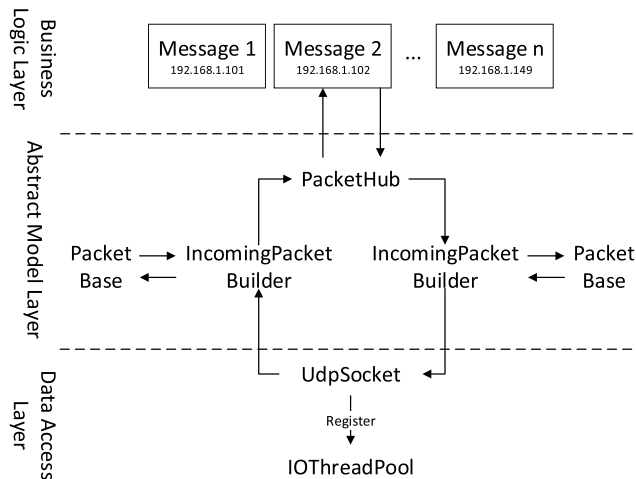 Business
Logic Layer
Message 1
192.168.1.101
Message 2
192.168.1.102
...
Message n
192.168.1.149
Abstract Model Layer
PacketHub
Packet
Base
IncomingPacket
Builder
IncomingPacket
Builder
Packet
Base
Data Access
Layer
UdpSocket
Register
IOThreadPool